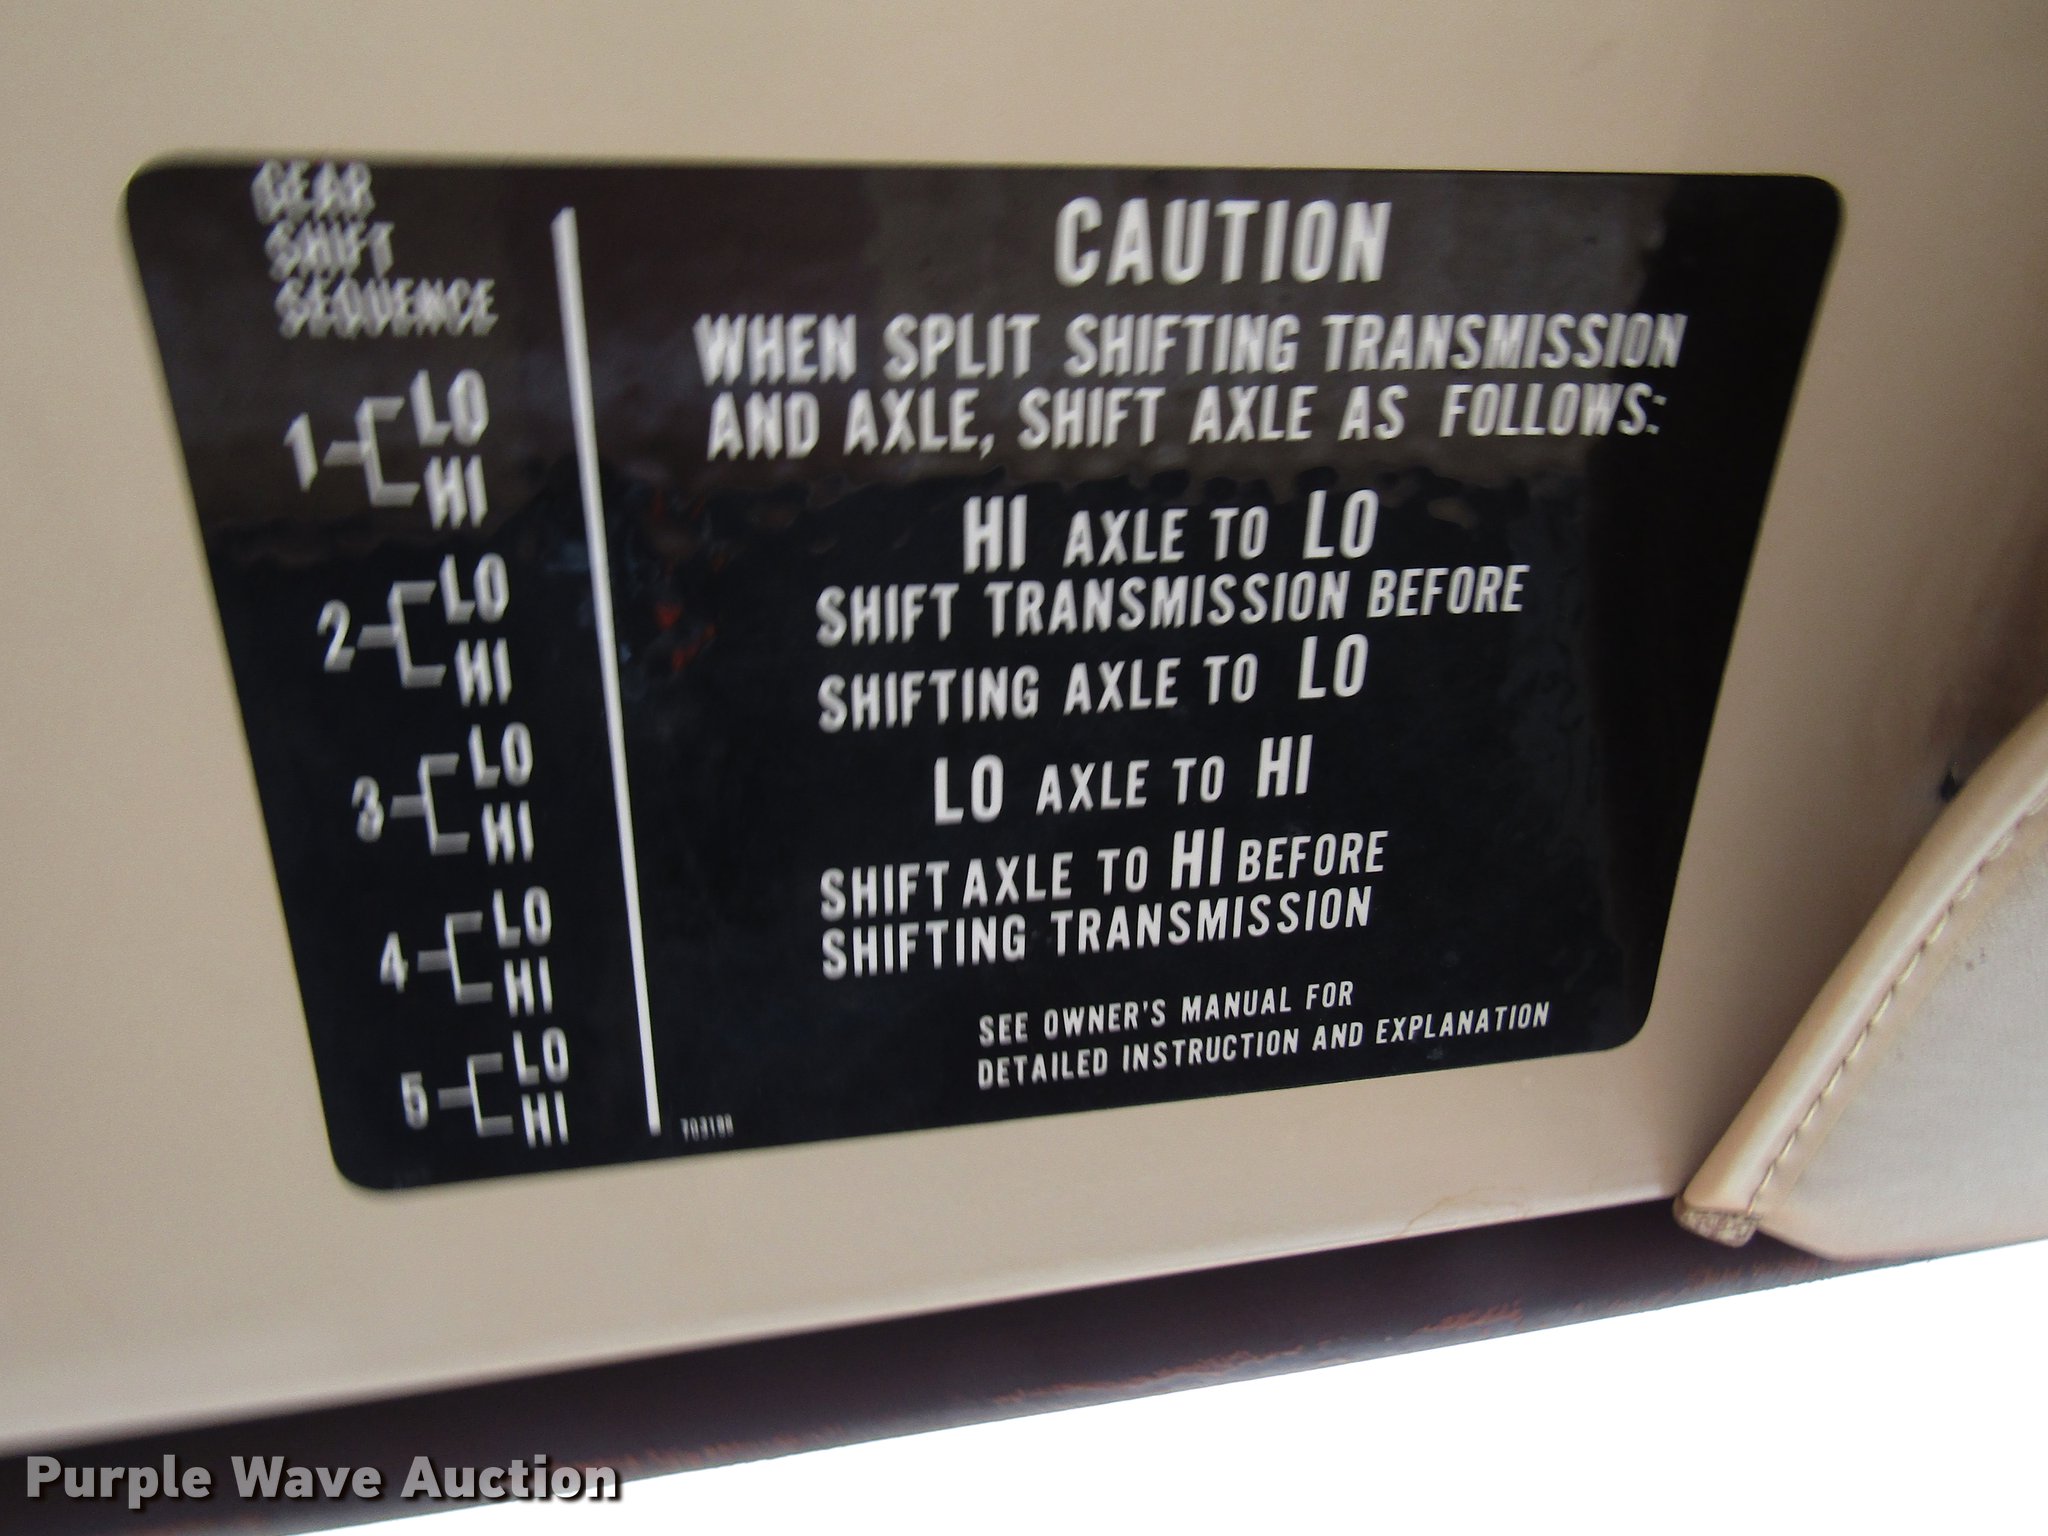 GEAR
SHIFT
SEQUENCE
1 LO
HI
2 LO
HI
3 LO
HI
4 LO
HI
5 LO
HI
CAUTION
WHEN SPLIT SHIFTING TRANSMISSION
AND AXLE, SHIFT AXLE AS FOLLOWS:
HI AXLE TO LO
SHIFT TRANSMISSION BEFORE
SHIFTING AXLE TO LO
LO AXLE TO HI
SHIFT AXLE TO HI BEFORE
SHIFTING TRANSMISSION
SEE OWNER'S MANUAL FOR
DETAILED INSTRUCTION AND EXPLANATION
Purple Wave Auction